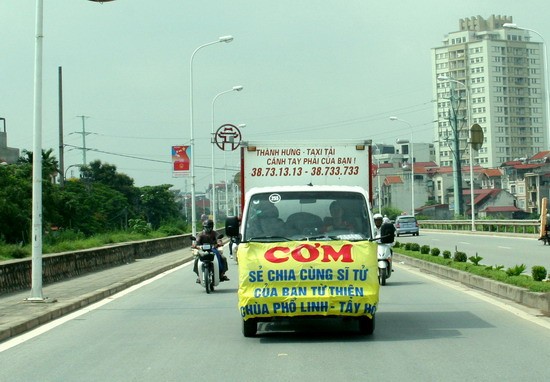 THÀNH HƯNG - TAXI TẢI
CÁNH TAY PHẢI CỦA BẠN !
38.73.13.13 - 38.733.733
CƠM
SẺ CHIA CÙNG SĨ TỬ
CỦA BAN TỪ THIỆN
CHÙA PHỔ LINH - TÂY